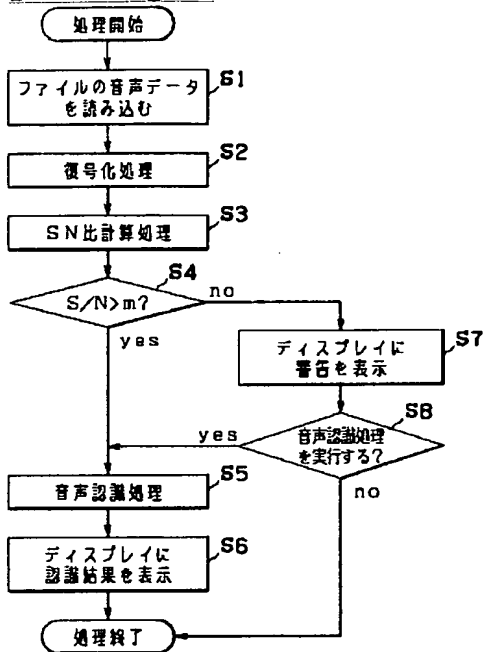 処理開始
S1
ファイルの音声データ
を読み込む
S2
復号化処理
S3
SN比計算処理
S4
S/N>m?
no
yes
S7
ディスプレイに
警告を表示
S8
音声認識処理
を実行する?
yes
no
S5
音声認識処理
S6
ディスプレイに
認識結果を表示
処理終了